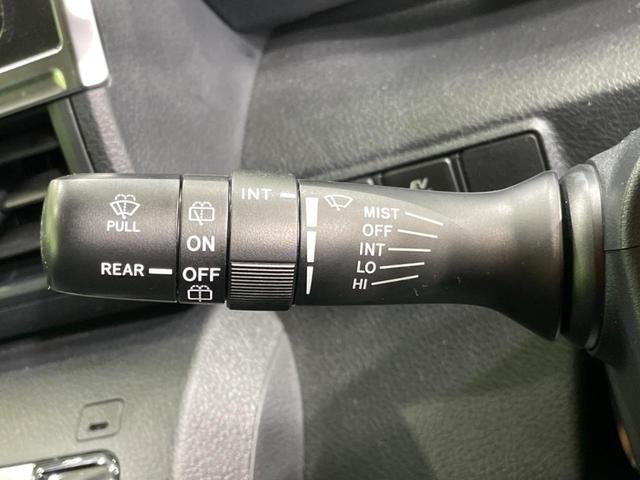 PULL
REAR
ON
OFF
INT
MIST
OFF
INT
LO
HI